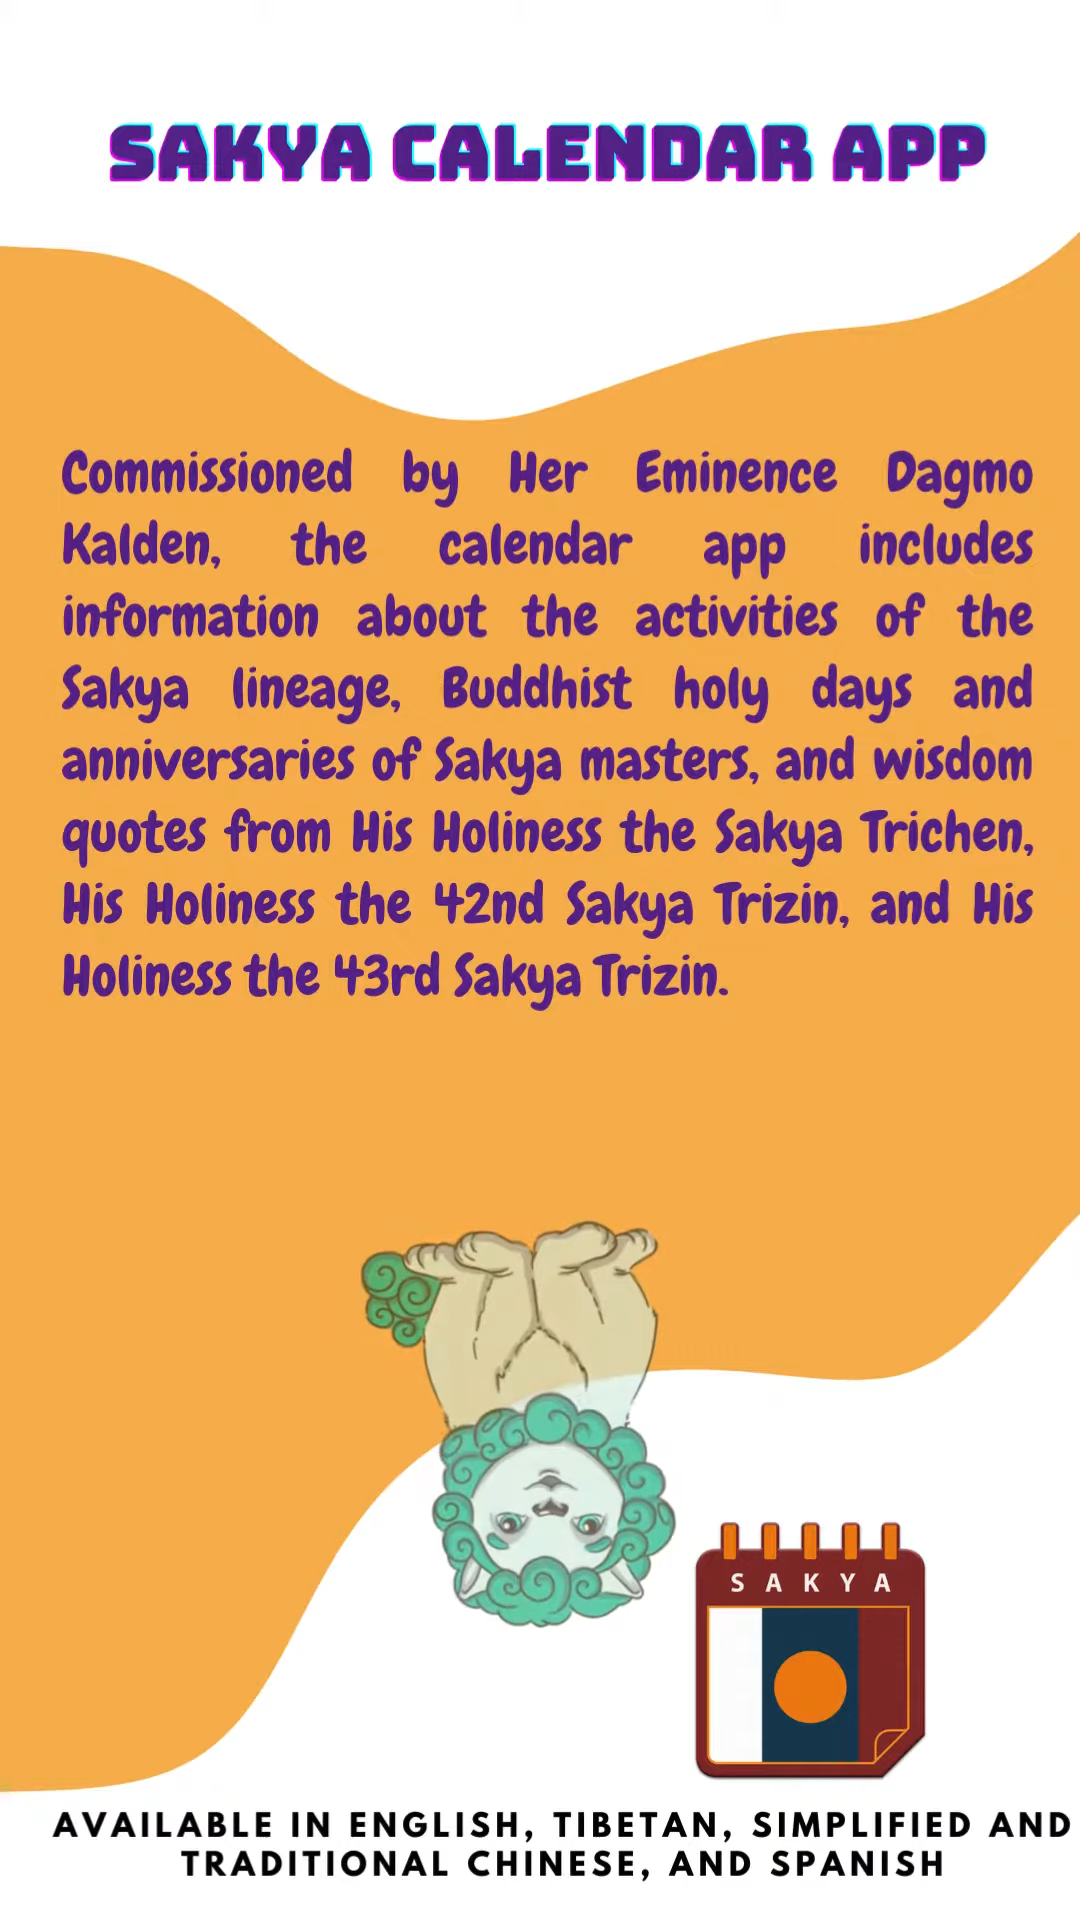 SAKYA CALENDAR APP
Commissioned by Her Eminence Dagmo
Kalden, the calendar app includes
information about the activities of the
Sakya lineage, Buddhist holy days and
anniversaries of Sakya masters, and wisdom
quotes from His Holiness the Sakya Trichen,
His Holiness the 42nd Sakya Trizin, and His
Holiness the 43rd Sakya Trizin.
SAKYA
AVAILABLE IN ENGLISH, TIBETAN, SIMPLIFIED AND
TRADITIONAL CHINESE, AND SPANISH